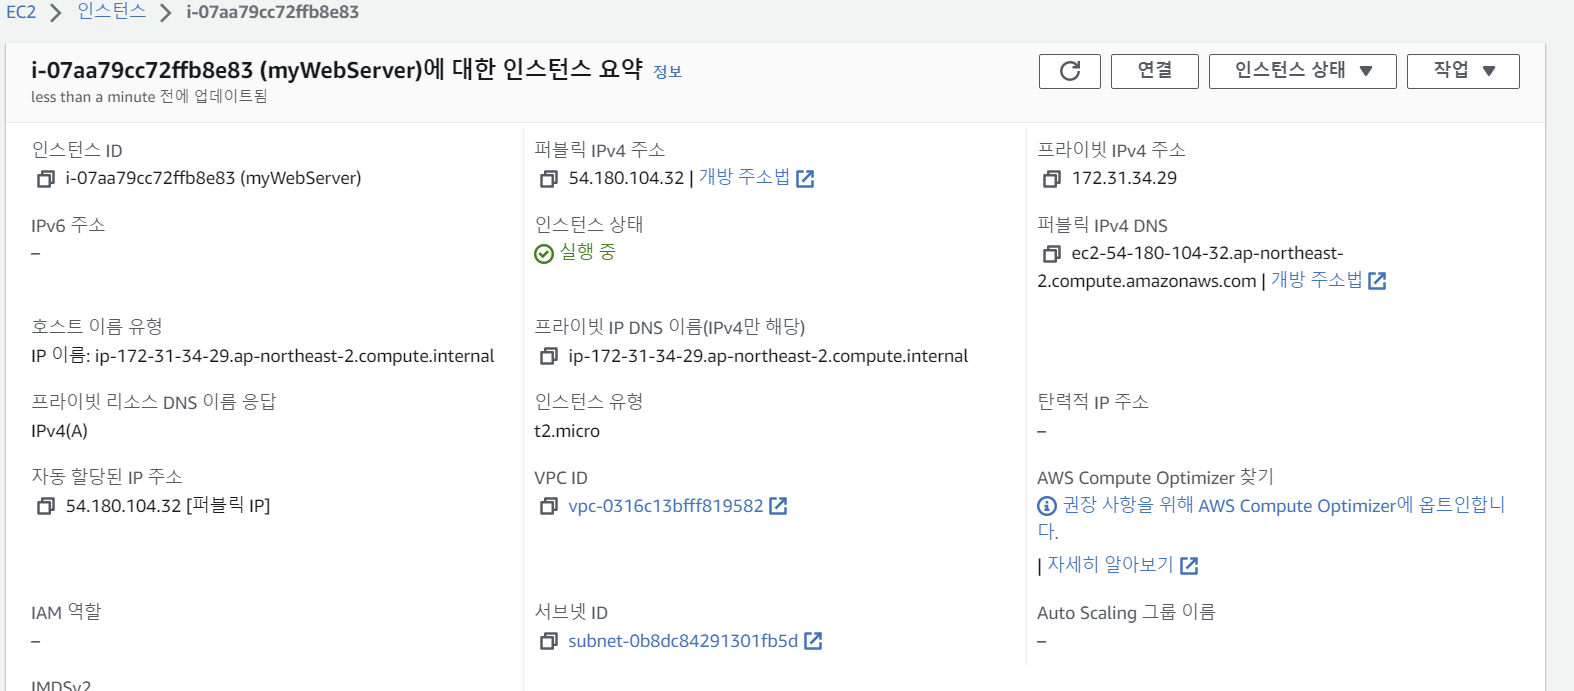 EC2 > 인스턴스 > i-07aa79cc72ffb8e83
i-07aa79cc72ffb8e83 (myWebServer)에 대한 인스턴스 요약 정보
less than a minute 전에 업데이트됨
연결
인스턴스 상태 ▼
작업 ▼
인스턴스 ID
i-07aa79cc72ffb8e83 (myWebServer)
퍼블릭 IPv4 주소
54.180.104.32 | 개방 주소법
프라이빗 IPv4 주소
172.31.34.29
IPv6 주소
–
인스턴스 상태
실행 중
퍼블릭 IPv4 DNS
ec2-54-180-104-32.ap-northeast-
2.compute.amazonaws.com | 개방 주소법
호스트 이름 유형
IP 이름: ip-172-31-34-29.ap-northeast-2.compute.internal
프라이빗 IP DNS 이름(IPv4만 해당)
ip-172-31-34-29.ap-northeast-2.compute.internal
프라이빗 리소스 DNS 이름 응답
IPv4(A)
인스턴스 유형
t2.micro
탄력적 IP 주소
–
자동 할당된 IP 주소
54.180.104.32 [퍼블릭 IP]
VPC ID
vpc-0316c13bfff819582
AWS Compute Optimizer 찾기
권장 사항을 위해 AWS Compute Optimizer에 옵트인합니
다.
| 자세히 알아보기
IAM 역할
–
서브넷 ID
subnet-0b8dc84291301fb5d
Auto Scaling 그룹 이름
–
IMDSv2